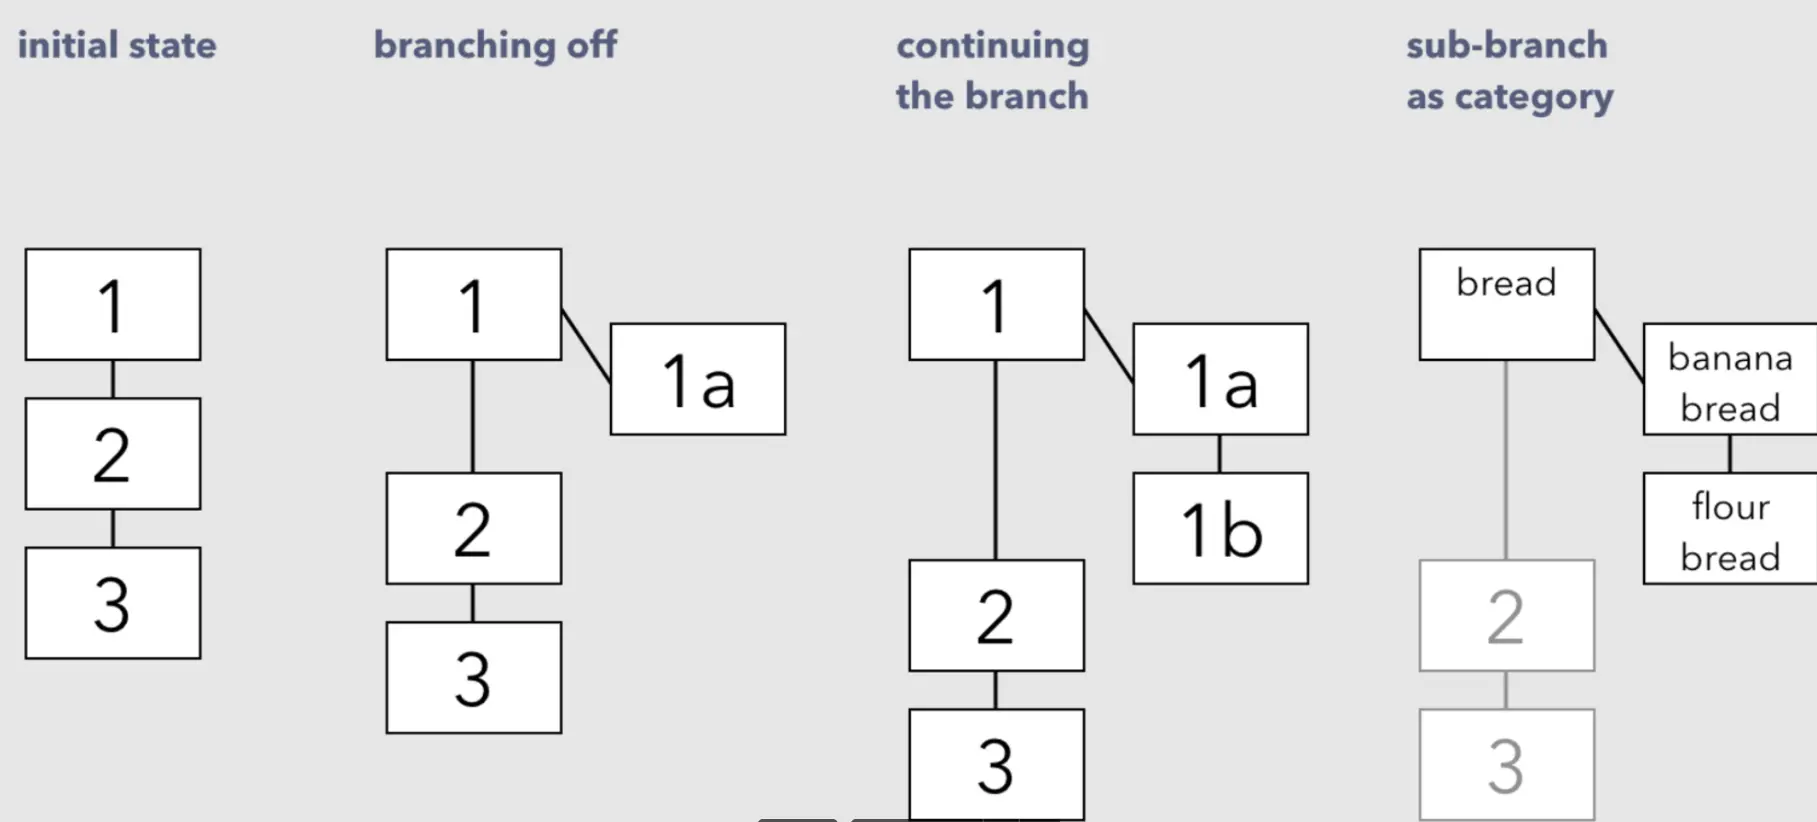 initial state
1
2
3
branching off
1
1a
2
3
continuing
the branch
1
1a
1b
2
3
sub-branch
as category
bread
banana
bread
flour
bread
2
3